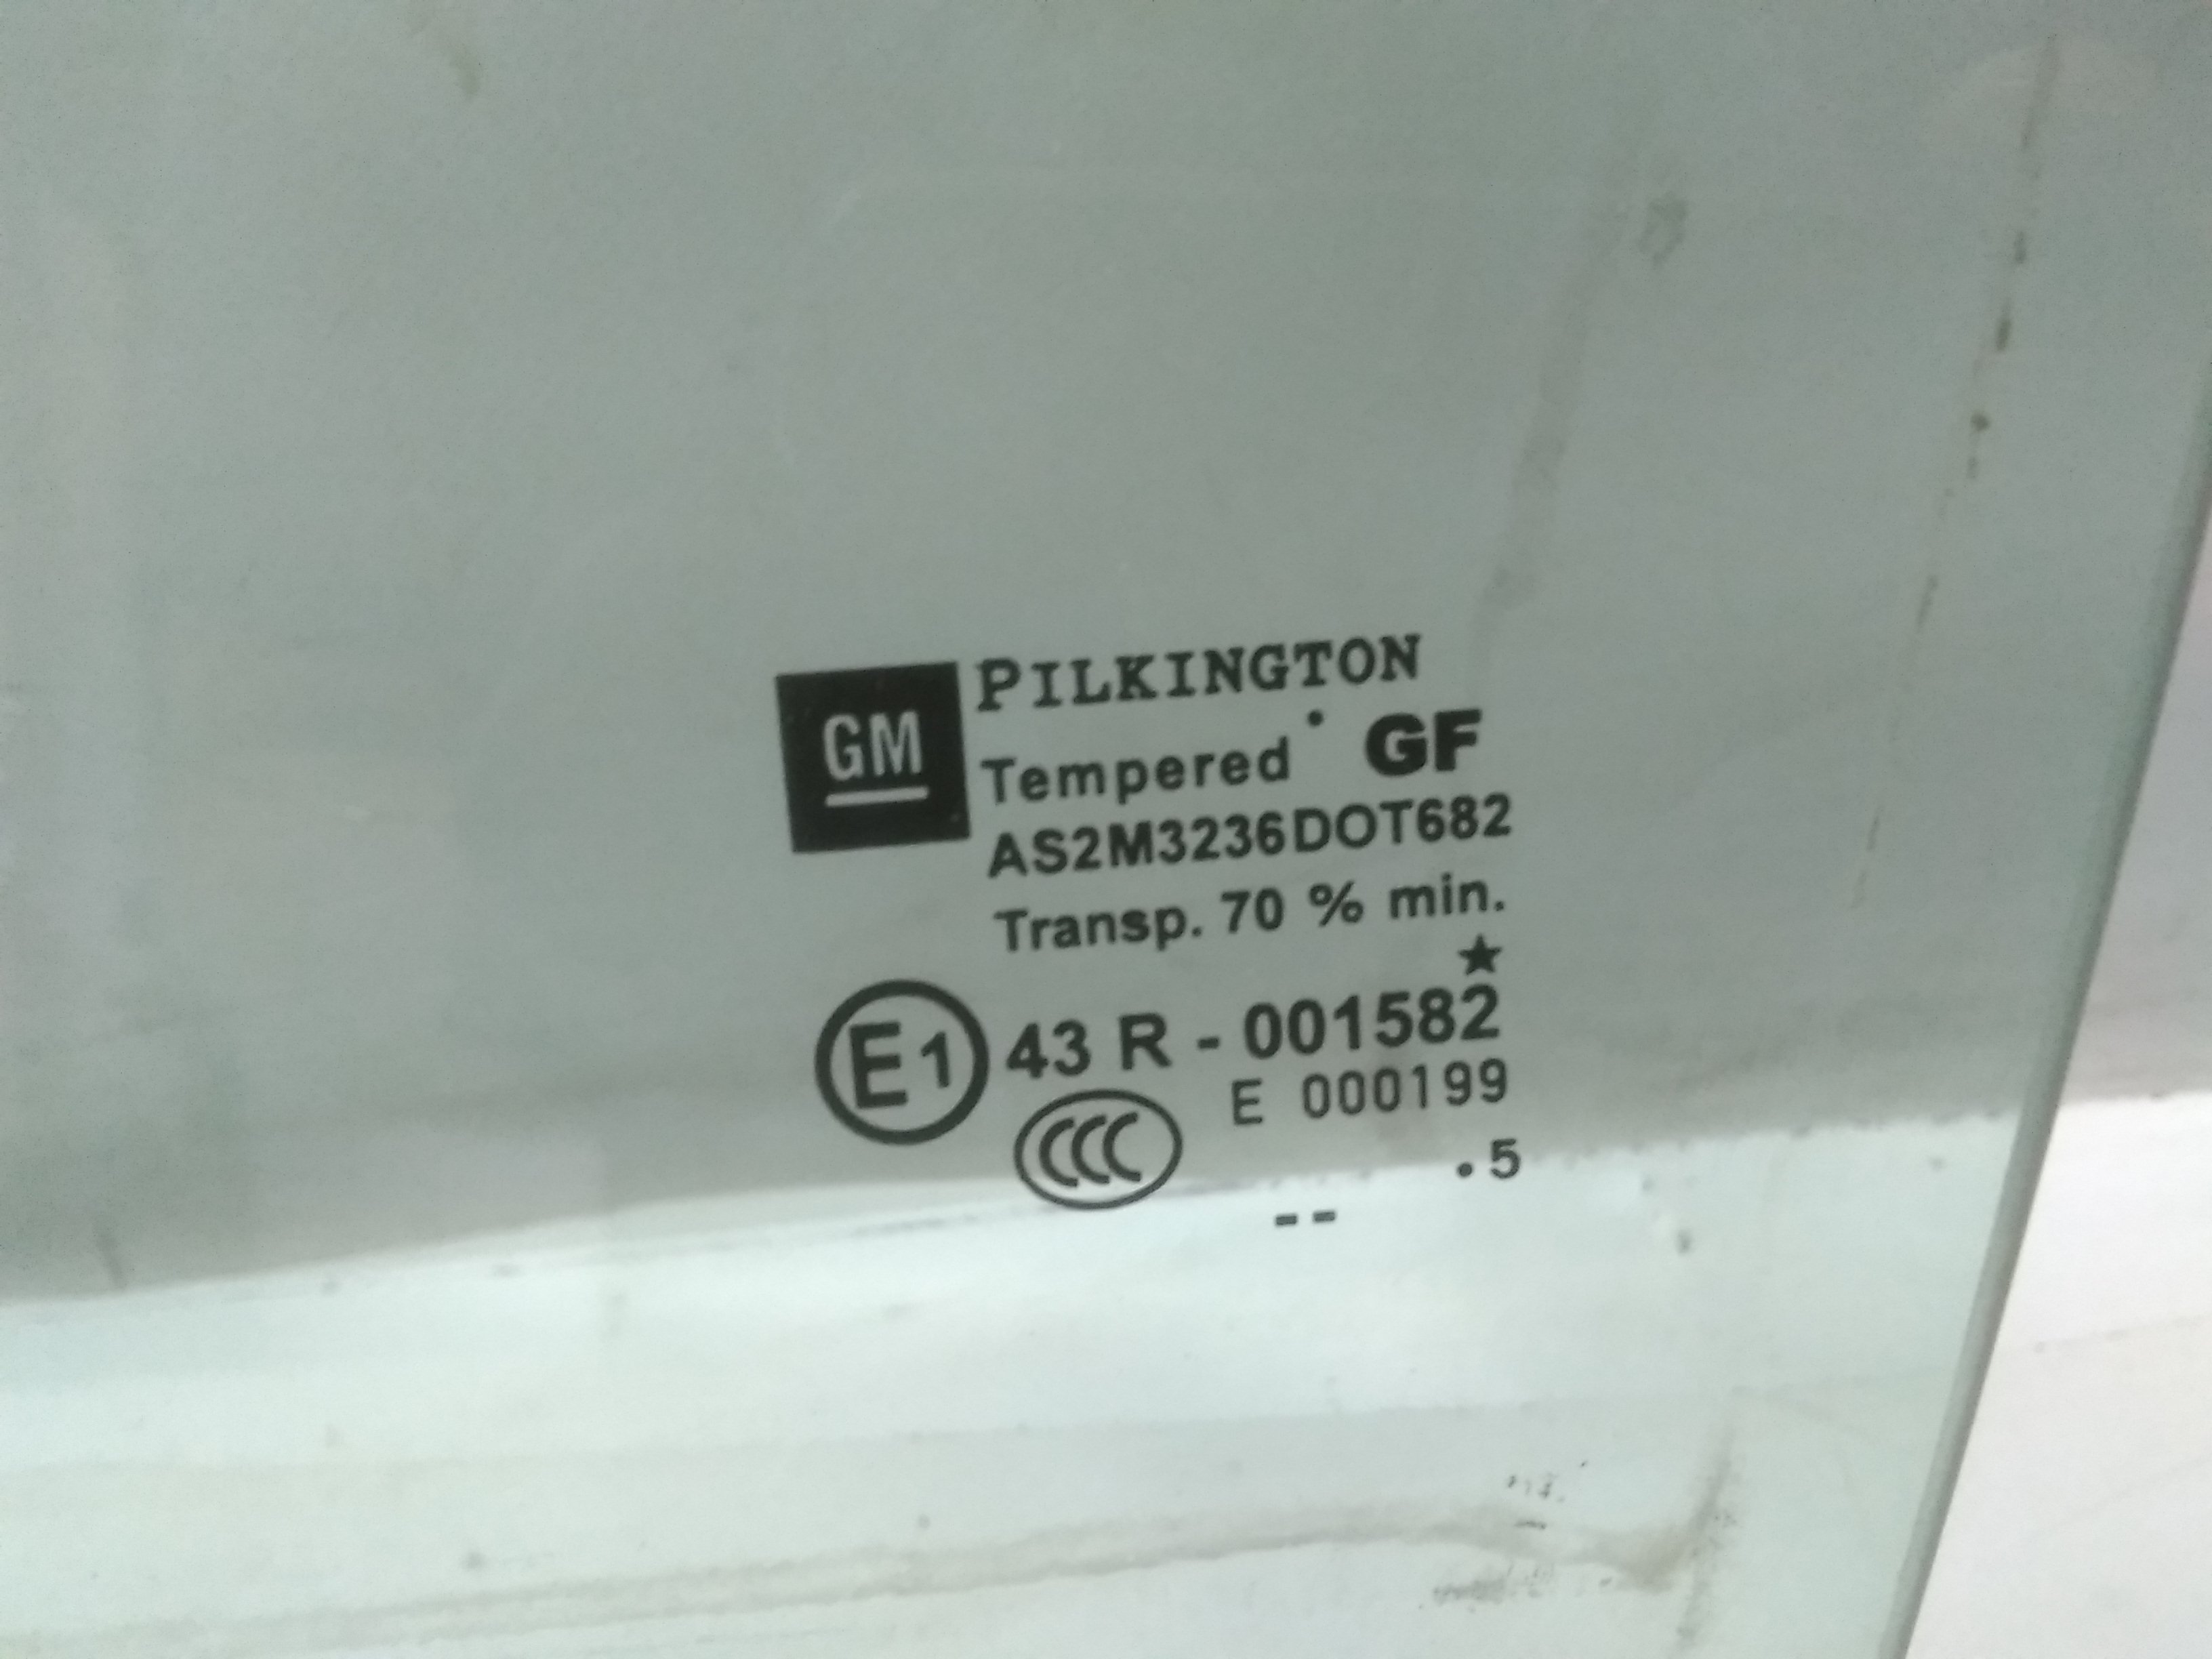 GM
PILKINGTON
Tempered GF
AS2M3236DOT682
Transp. 70 % min.
★
E1 43 R - 001582
CCC E 000199
. 5
--